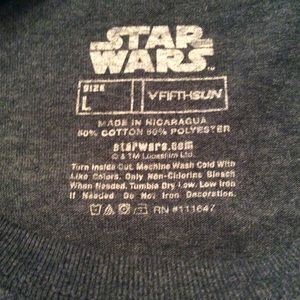 STAR
WARS
SIZE
L
FIFTHSUN
MADE IN NICARAGUA
50% COTTON 50% POLYESTER
starwars.com
© & TM Lucasfilm Ltd.
Turn Inside Out. Machine Wash Cold With
Like Colors. Only Non-Chlorine Bleach
When Needed. Tumble Dry Low. Low Iron
If Needed. Do Not Iron Decoration.
RN #111647